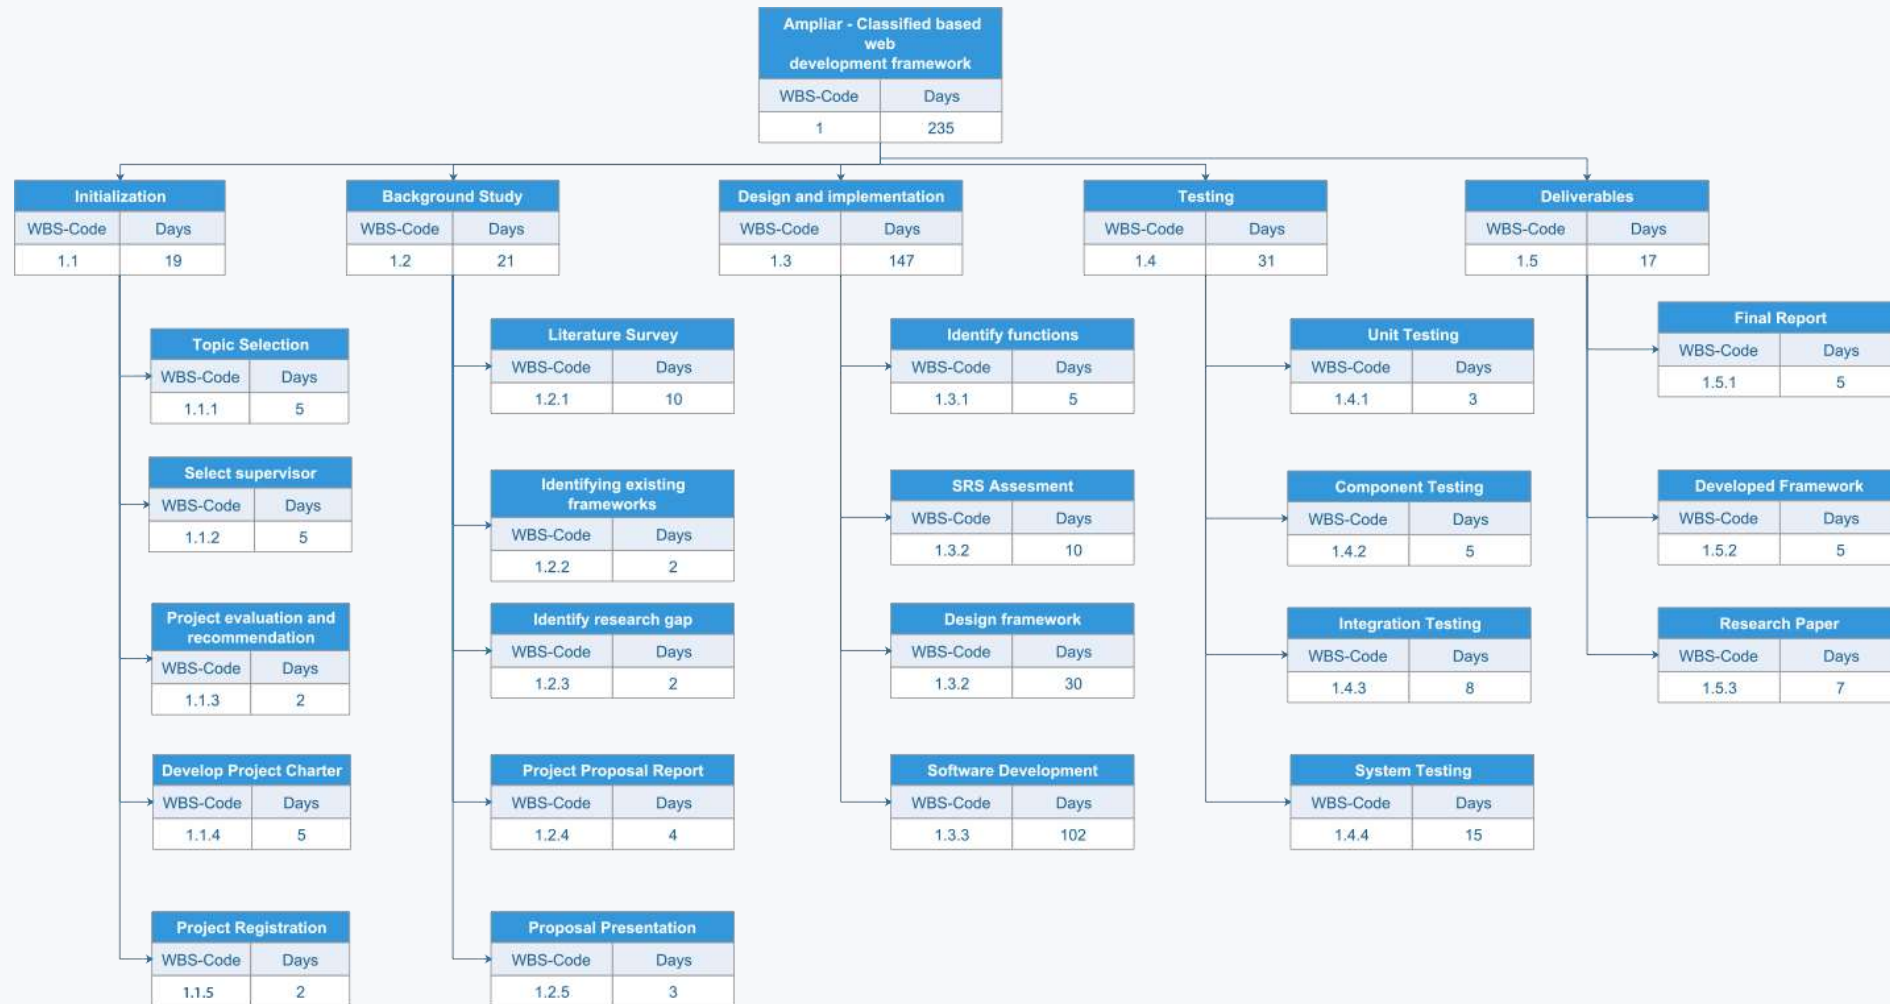 Ampliar - Classified based
web
development framework
WBS-Code Days
1 235
Initialization
WBS-Code Days
1.1 19
Topic Selection
WBS-Code Days
1.1.1 5
Select supervisor
WBS-Code Days
1.1.2 5
Project evaluation and
recommendation
WBS-Code Days
1.1.3 2
Develop Project Charter
WBS-Code Days
1.1.4 5
Project Registration
WBS-Code Days
1.1.5 2
Background Study
WBS-Code Days
1.2 21
Literature Survey
WBS-Code Days
1.2.1 10
Identifying existing
frameworks
WBS-Code Days
1.2.2 2
Identify research gap
WBS-Code Days
1.2.3 2
Project Proposal Report
WBS-Code Days
1.2.4 4
Proposal Presentation
WBS-Code Days
1.2.5 3
Design and implementation
WBS-Code Days
1.3 147
Identify functions
WBS-Code Days
1.3.1 5
SRS Assesment
WBS-Code Days
1.3.2 10
Design framework
WBS-Code Days
1.3.2 30
Software Development
WBS-Code Days
1.3.3 102
Testing
WBS-Code Days
1.4 31
Unit Testing
WBS-Code Days
1.4.1 3
Component Testing
WBS-Code Days
1.4.2 5
Integration Testing
WBS-Code Days
1.4.3 8
System Testing
WBS-Code Days
1.4.4 15
Deliverables
WBS-Code Days
1.5 17
Final Report
WBS-Code Days
1.5.1 5
Developed Framework
WBS-Code Days
1.5.2 5
Research Paper
WBS-Code Days
1.5.3 7